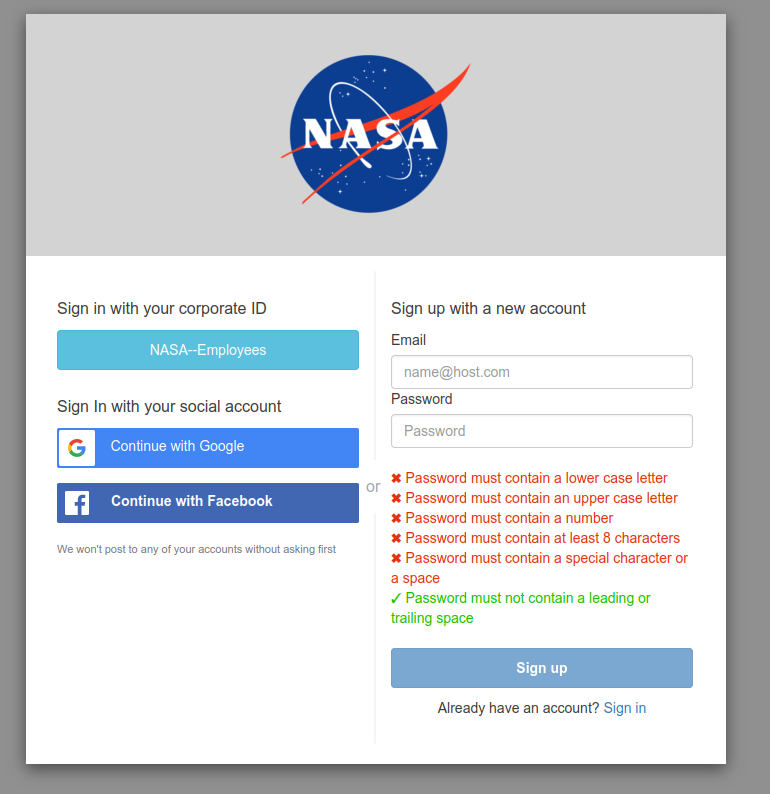 NASA
Sign in with your corporate ID
NASA--Employees
Sign In with your social account
Continue with Google
Continue with Facebook
We won't post to any of your accounts without asking first
or
Sign up with a new account
Email
name@host.com
Password
Password
✖ Password must contain a lower case letter
✖ Password must contain an upper case letter
✖ Password must contain a number
✖ Password must contain at least 8 characters
✖ Password must contain a special character or
a space
✓ Password must not contain a leading or
trailing space
Sign up
Already have an account? Sign in